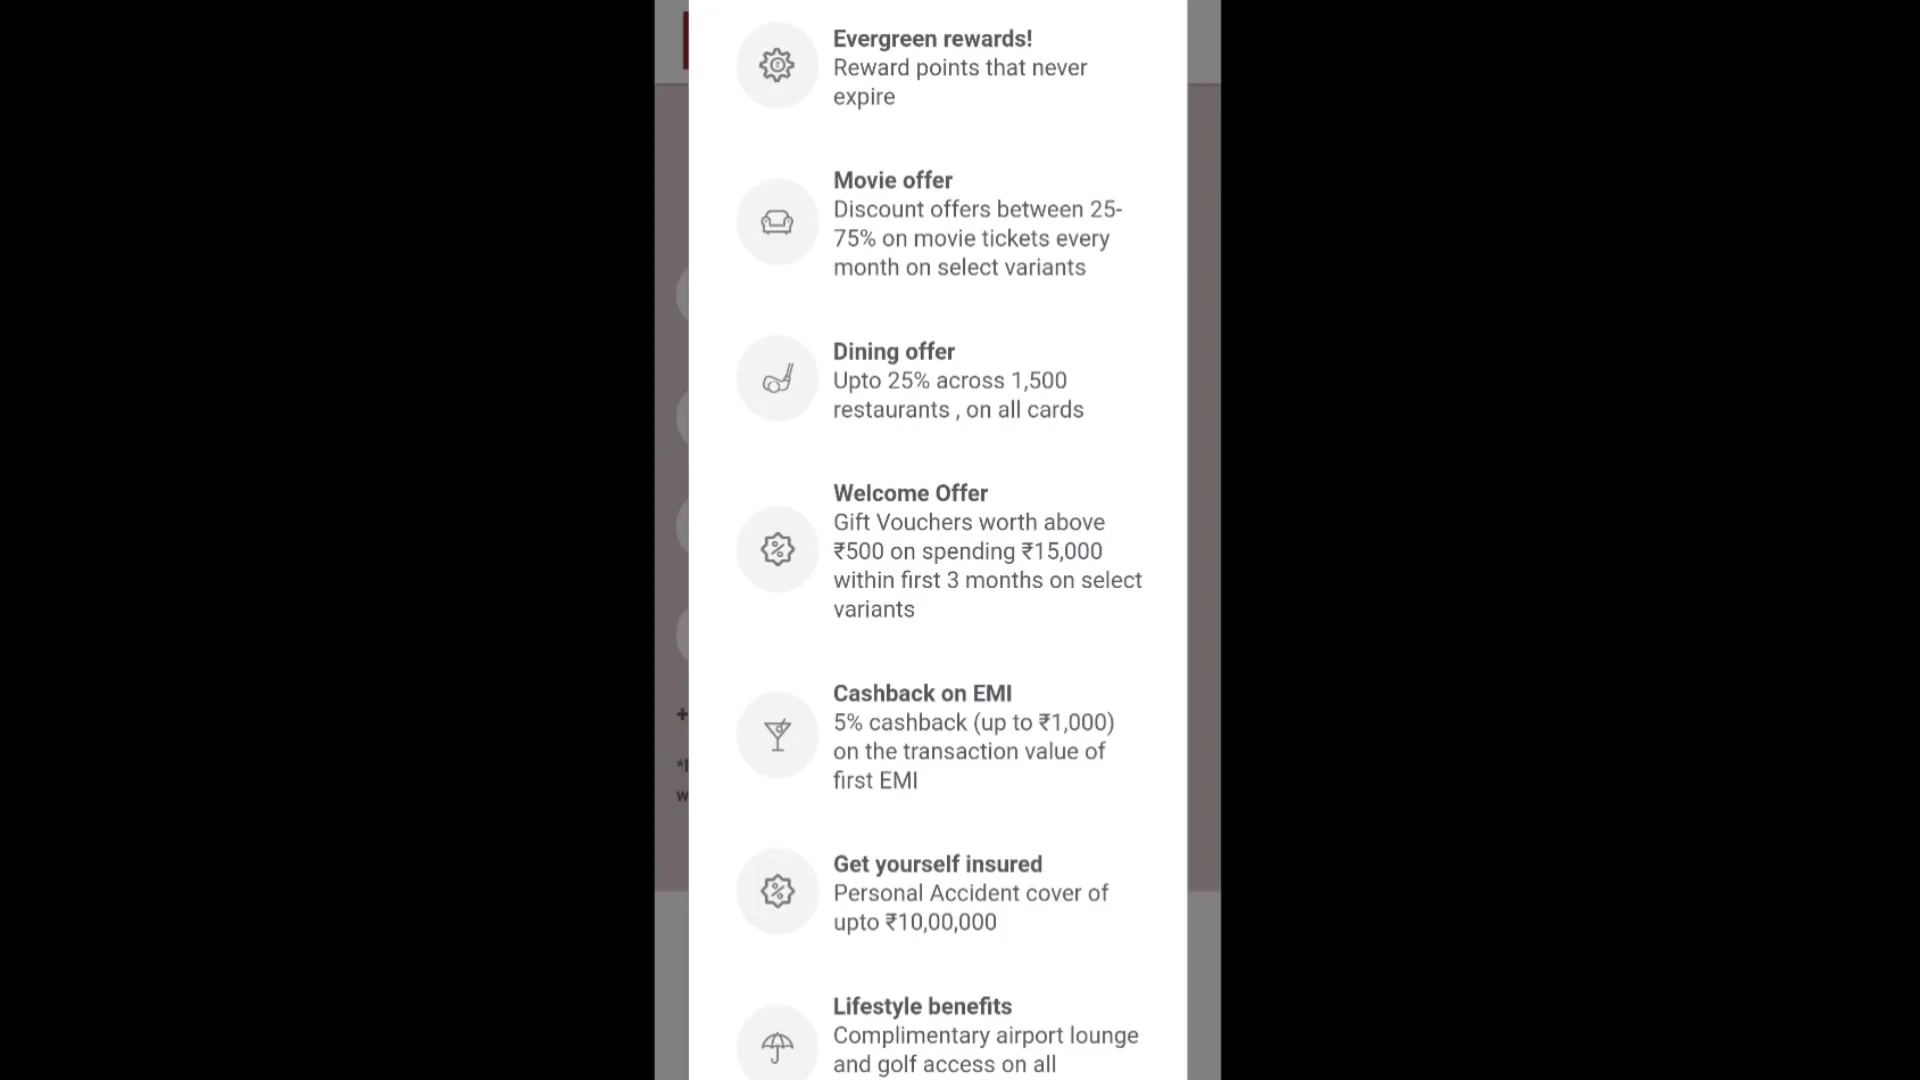 Evergreen rewards!
Reward points that never
expire
Movie offer
Discount offers between 25-
75% on movie tickets every
month on select variants
Dining offer
Upto 25% across 1,500
restaurants , on all cards
Welcome Offer
Gift Vouchers worth above
₹500 on spending ₹15,000
within first 3 months on select
variants
Cashback on EMI
5% cashback (up to ₹1,000)
on the transaction value of
first EMI
Get yourself insured
Personal Accident cover of
upto ₹10,00,000
Lifestyle benefits
Complimentary airport lounge
and golf access on all
+